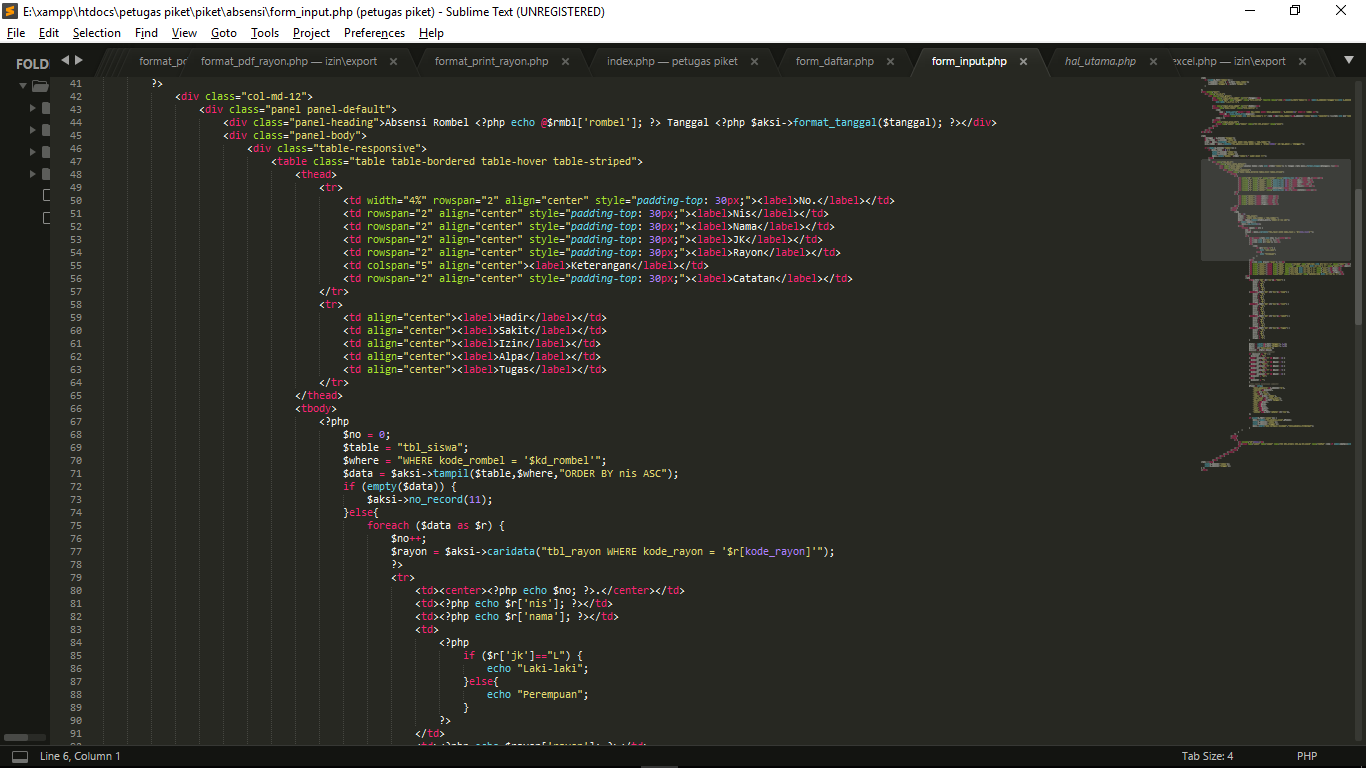 E:\xampp\htdocs\petugas piket\piket\absensi\form_input.php (petugas piket) - Sublime Text (UNREGISTERED)
File Edit Selection Find View Goto Tools Project Preferences Help
FOLD
format_pdf_rayon.php — izin\export × format_print_rayon.php × index.php — petugas piket × form_daftar.php × form_input.php × hal_utama.php × excel.php — izin\export ×
41 ?>
42 <div class="col-md-12">
43 <div class="panel panel-default">
44 <div class="panel-heading">Absensi Rombel <?php echo @$rmbl['rombel']; ?> Tanggal <?php $aksi->format_tanggal($tanggal); ?></div>
45 <div class="panel-body">
46 <div class="table-responsive">
47 <table class="table table-bordered table-hover table-striped">
48 <thead>
49 <tr>
50 <td width="4%" rowspan="2" align="center" style="padding-top: 30px;"><label>No.</label></td>
51 <td rowspan="2" align="center" style="padding-top: 30px;"><label>Nis</label></td>
52 <td rowspan="2" align="center" style="padding-top: 30px;"><label>Nama</label></td>
53 <td rowspan="2" align="center" style="padding-top: 30px;"><label>JK</label></td>
54 <td rowspan="2" align="center" style="padding-top: 30px;"><label>Rayon</label></td>
55 <td colspan="5" align="center"><label>Keterangan</label></td>
56 <td rowspan="2" align="center" style="padding-top: 30px;"><label>Catatan</label></td>
57 </tr>
58 <tr>
59 <td align="center"><label>Hadir</label></td>
60 <td align="center"><label>Sakit</label></td>
61 <td align="center"><label>Izin</label></td>
62 <td align="center"><label>Alpa</label></td>
63 <td align="center"><label>Tugas</label></td>
64 </tr>
65 </thead>
66 <tbody>
67 <?php
68 $no = 0;
69 $table = "tbl_siswa";
70 $where = "WHERE kode_rombel = '$kd_rombel'";
71 $data = $aksi->tampil($table,$where,"ORDER BY nis ASC");
72 if (empty($data)) {
73 $aksi->no_record(11);
74 }else{
75 foreach ($data as $r) {
76 $no++;
77 $rayon = $aksi->caridata("tbl_rayon WHERE kode_rayon = '$r[kode_rayon]'");
78 ?>
79 <tr>
80 <td><center><?php echo $no; ?>.</center></td>
81 <td><?php echo $r['nis']; ?></td>
82 <td><?php echo $r['nama']; ?></td>
83 <td>
84 <?php
85 if ($r['jk']=="L") {
86 echo "Laki-laki";
87 }else{
88 echo "Perempuan";
89 }
90 ?>
91 </td>
Line 6, Column 1 Tab Size: 4 PHP